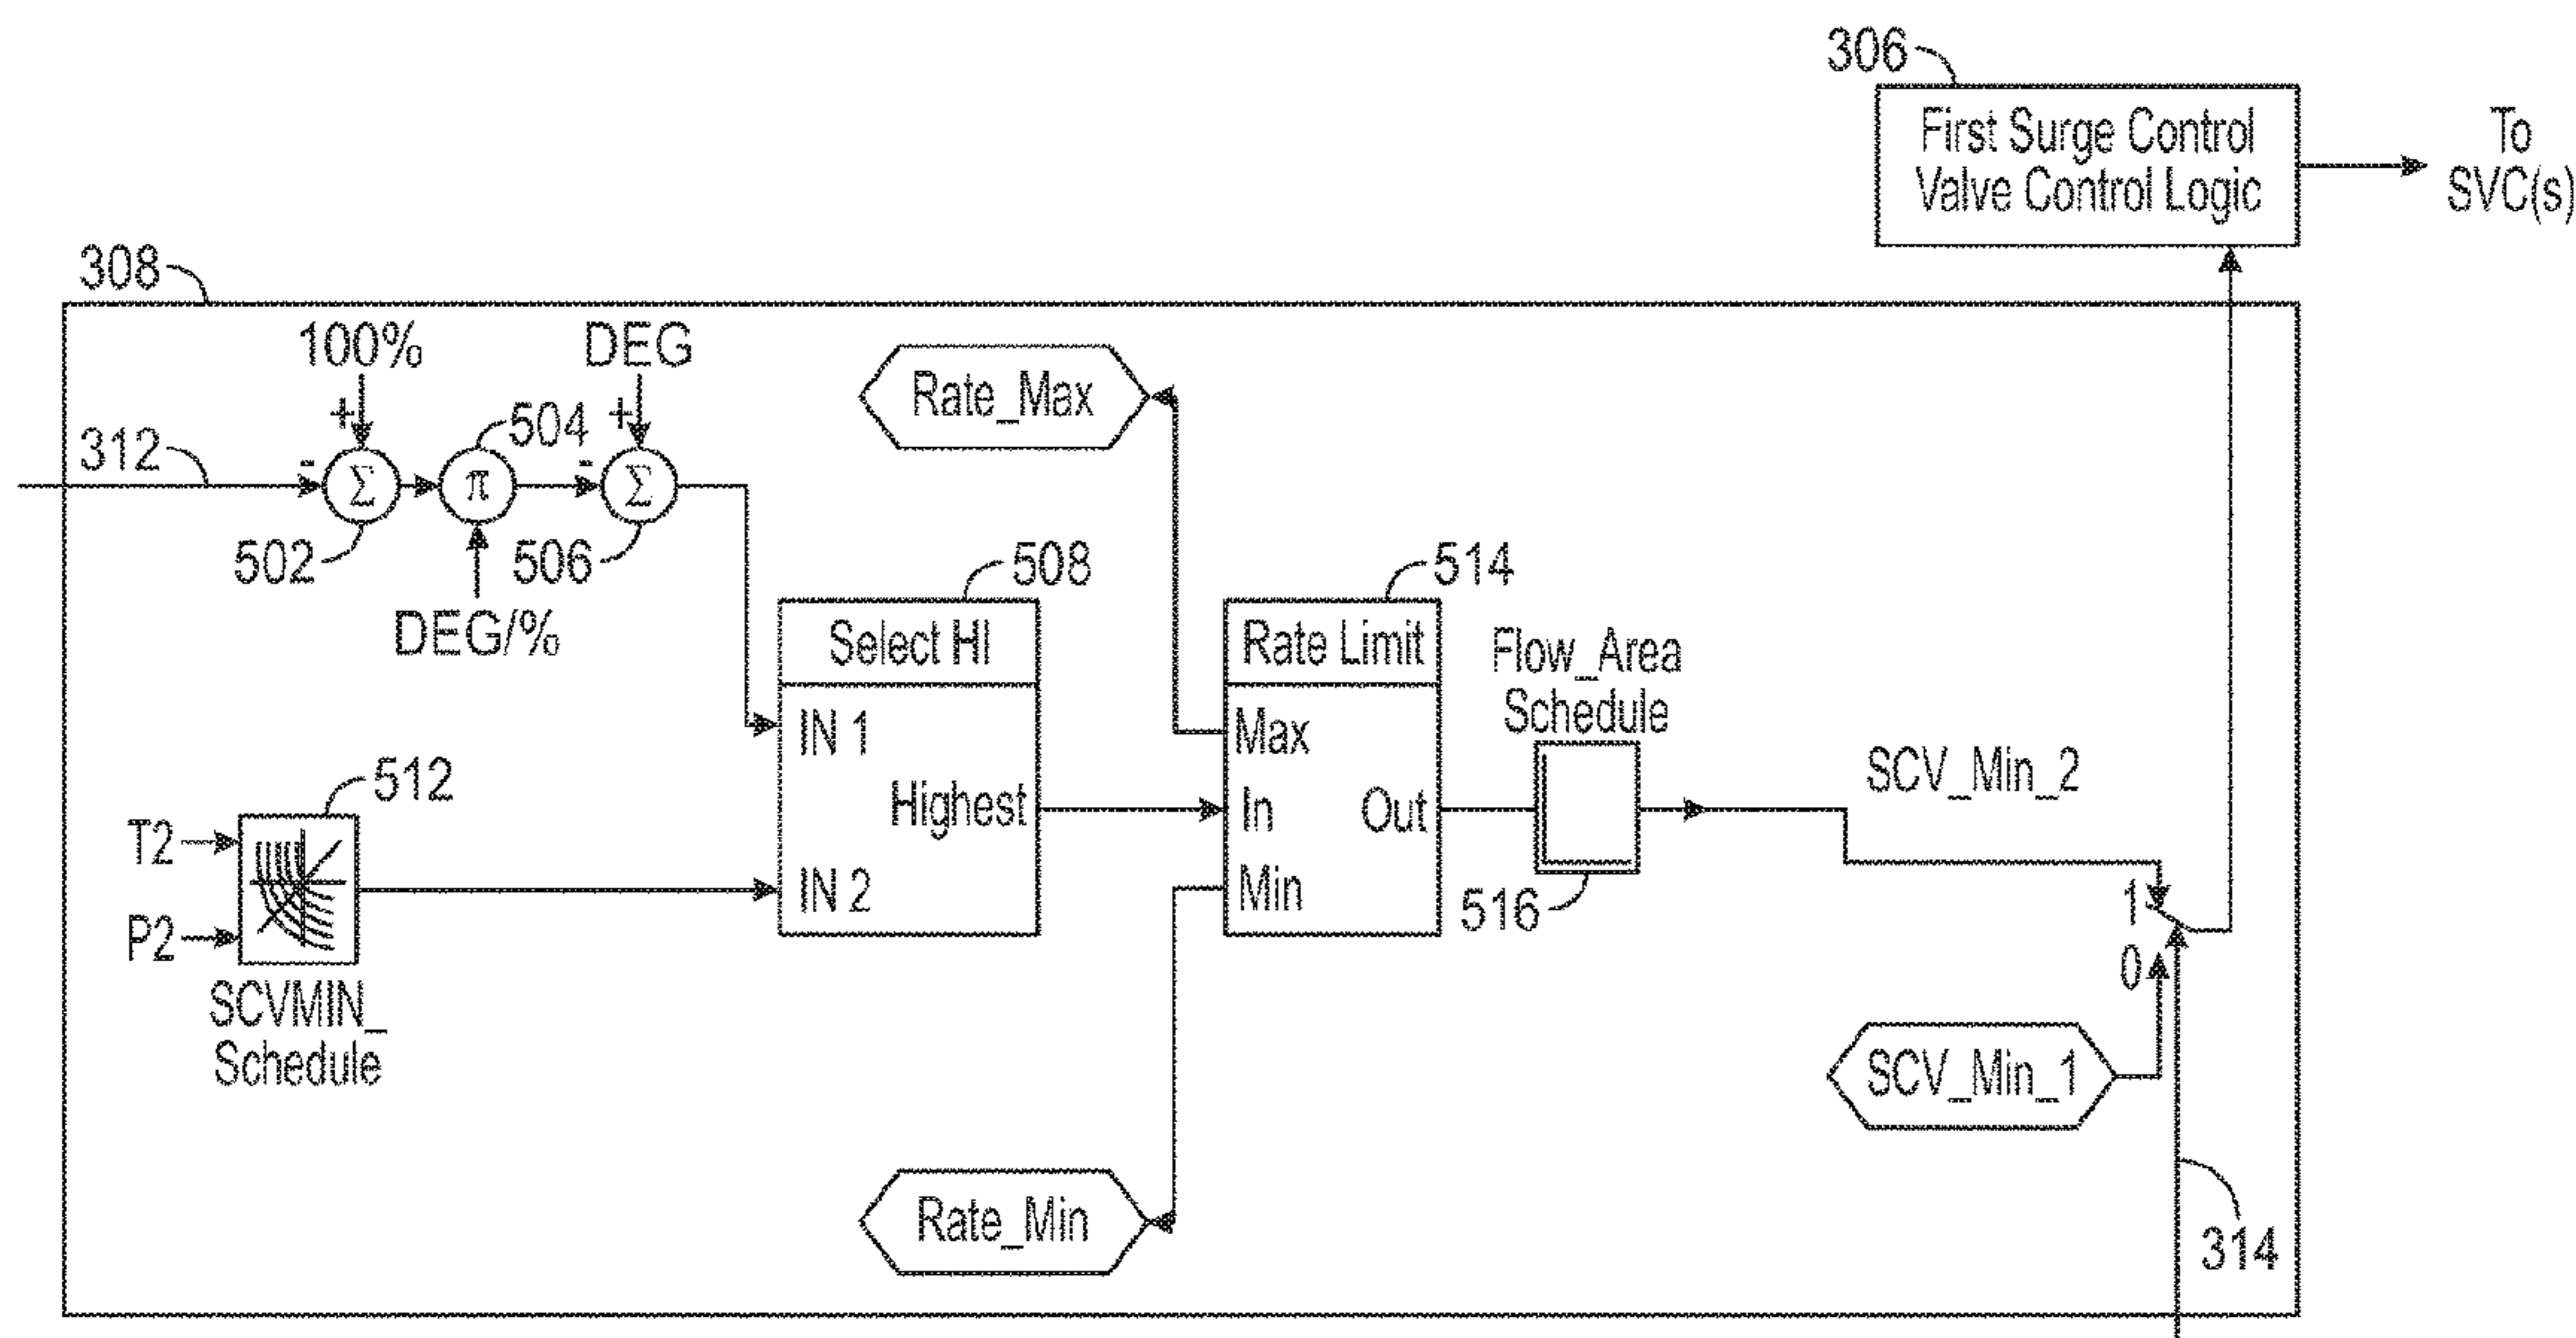 306
First Surge Control
Valve Control Logic
To
SVC(s)
308
100%
DEG
+
+
312
-
Σ
504
π
-
Σ
502
506
DEG/%
Rate_Max
508
Select HI
IN 1
Highest
IN 2
514
Rate Limit
Max
In
Out
Min
Flow_Area
Schedule
516
512
T2
P2
SCVMIN_
Schedule
SCV_Min_2
1
0
SCV_Min_1
Rate_Min
314